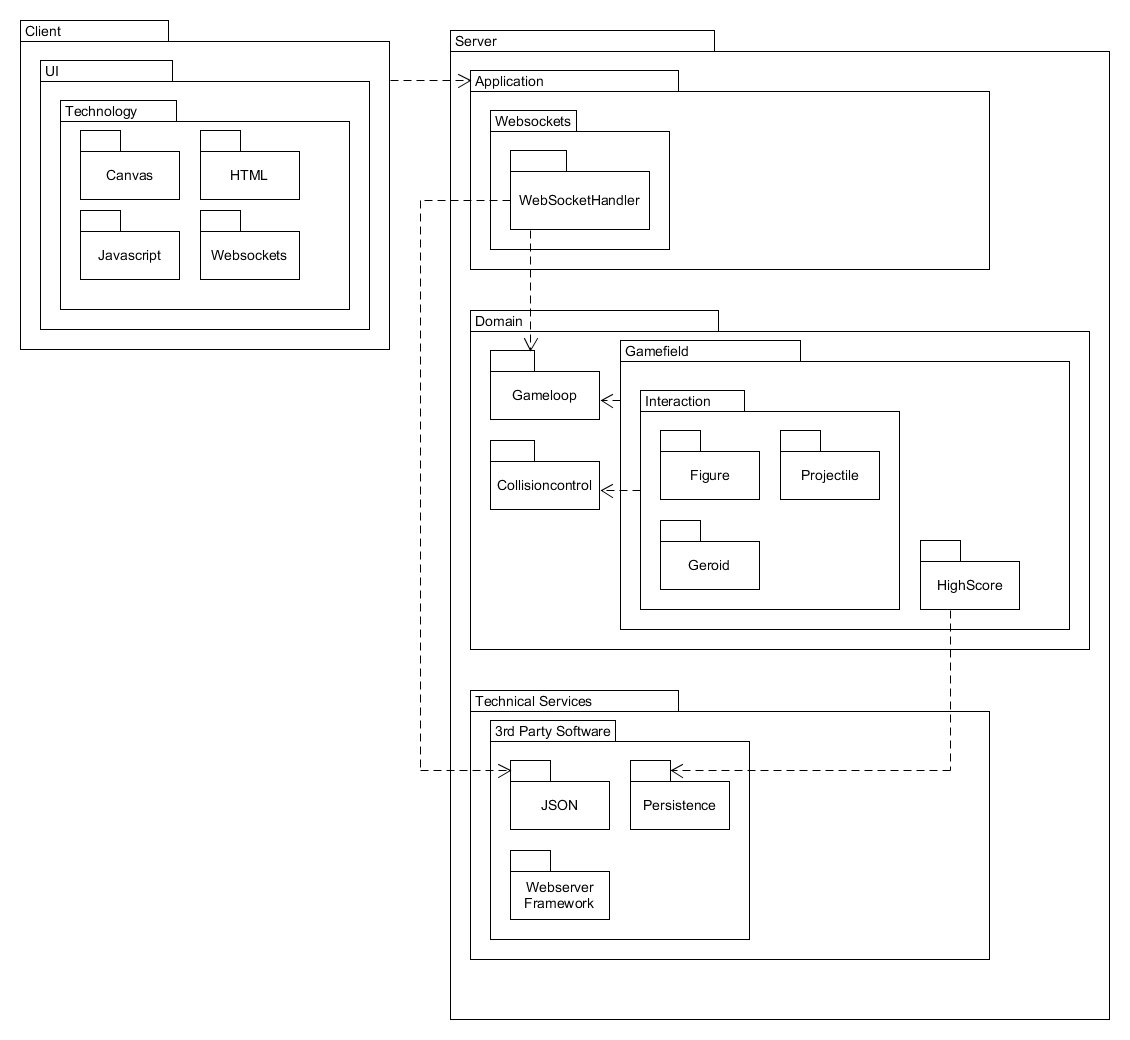 Client
UI
Technology
Canvas
HTML
Javascript
Websockets
Server
Application
Websockets
WebSocketHandler
Domain
Gameloop
Collisioncontrol
Gamefield
Interaction
Figure
Projectile
Geroid
HighScore
Technical Services
3rd Party Software
JSON
Persistence
Webserver
Framework